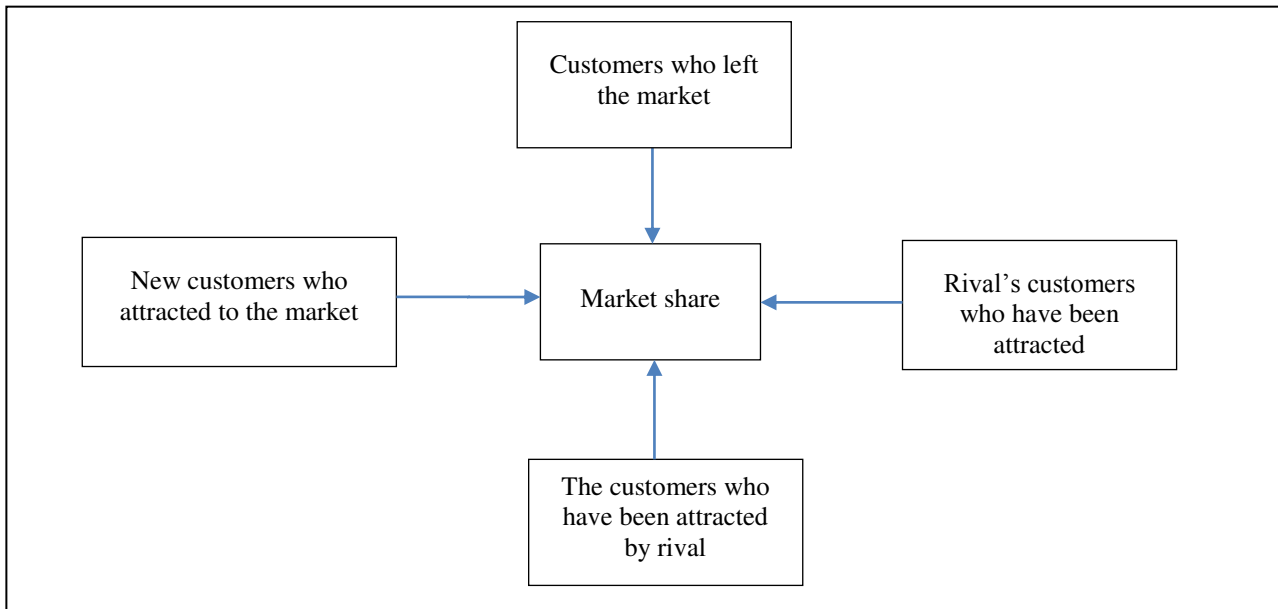 Customers who left
the market
New customers who
attracted to the market
Market share
Rival’s customers
who have been
attracted
The customers who
have been attracted
by rival